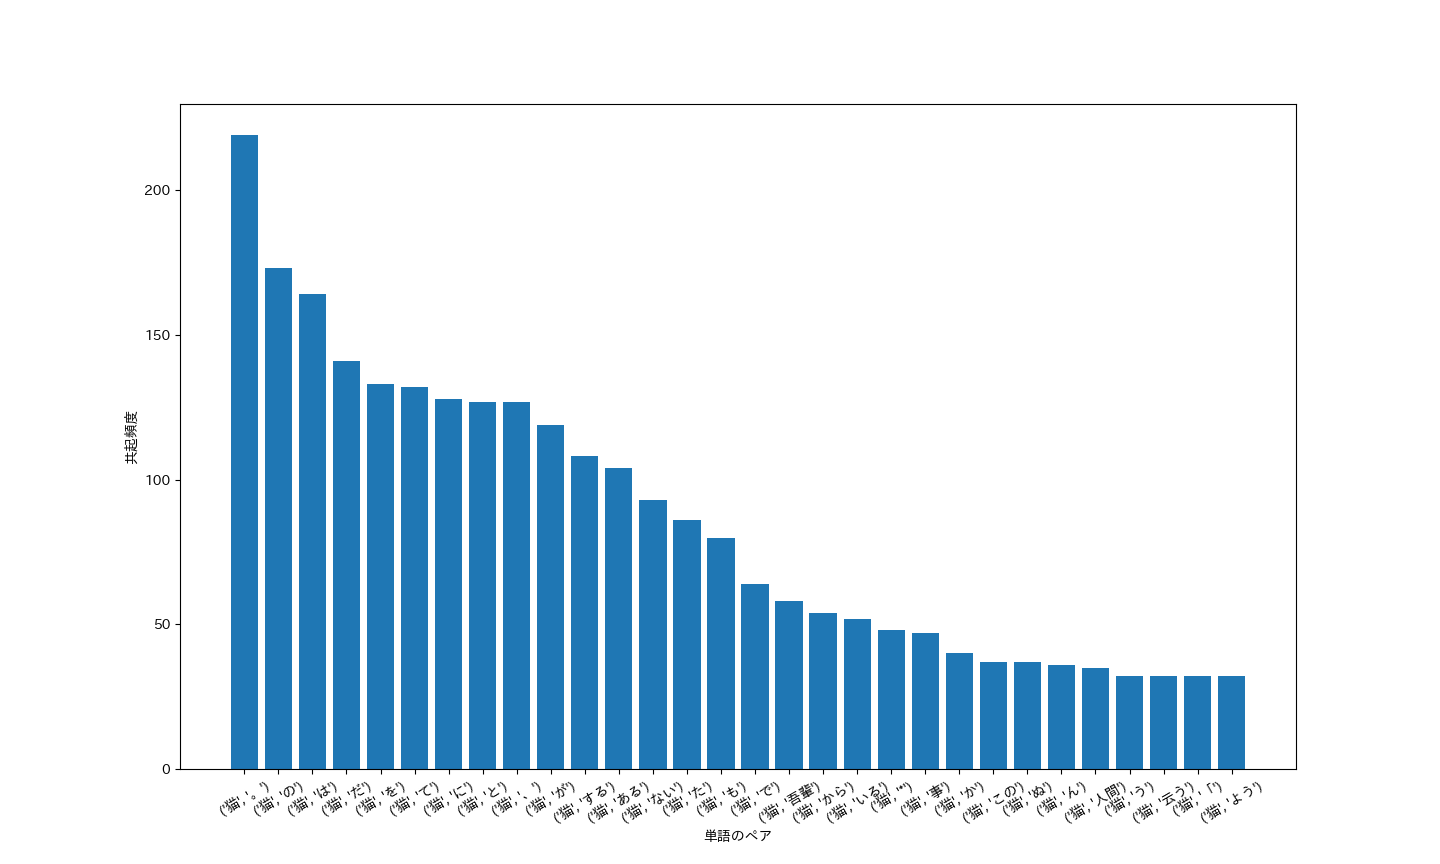 200
150
100
50
0
共起頻度
('猫', '。')
('猫', 'の')
('猫', 'は')
('猫', 'だ')
('猫', 'を')
('猫', 'て')
('猫', 'に')
('猫', 'と')
('猫', '、')
('猫', 'が')
('猫', 'する')
('猫', 'ある')
('猫', 'ない')
('猫', 'た')
('猫', 'も')
('猫', 'で')
('猫', '吾輩')
('猫', 'から')
('猫', 'いる')
('猫', '*')
('猫', '事')
('猫', 'か')
('猫', 'この')
('猫', 'ぬ')
('猫', 'ん')
('猫', '人間')
('猫', 'う')
('猫', '云う')
('猫', '「')
('猫', 'よう')
単語のペア